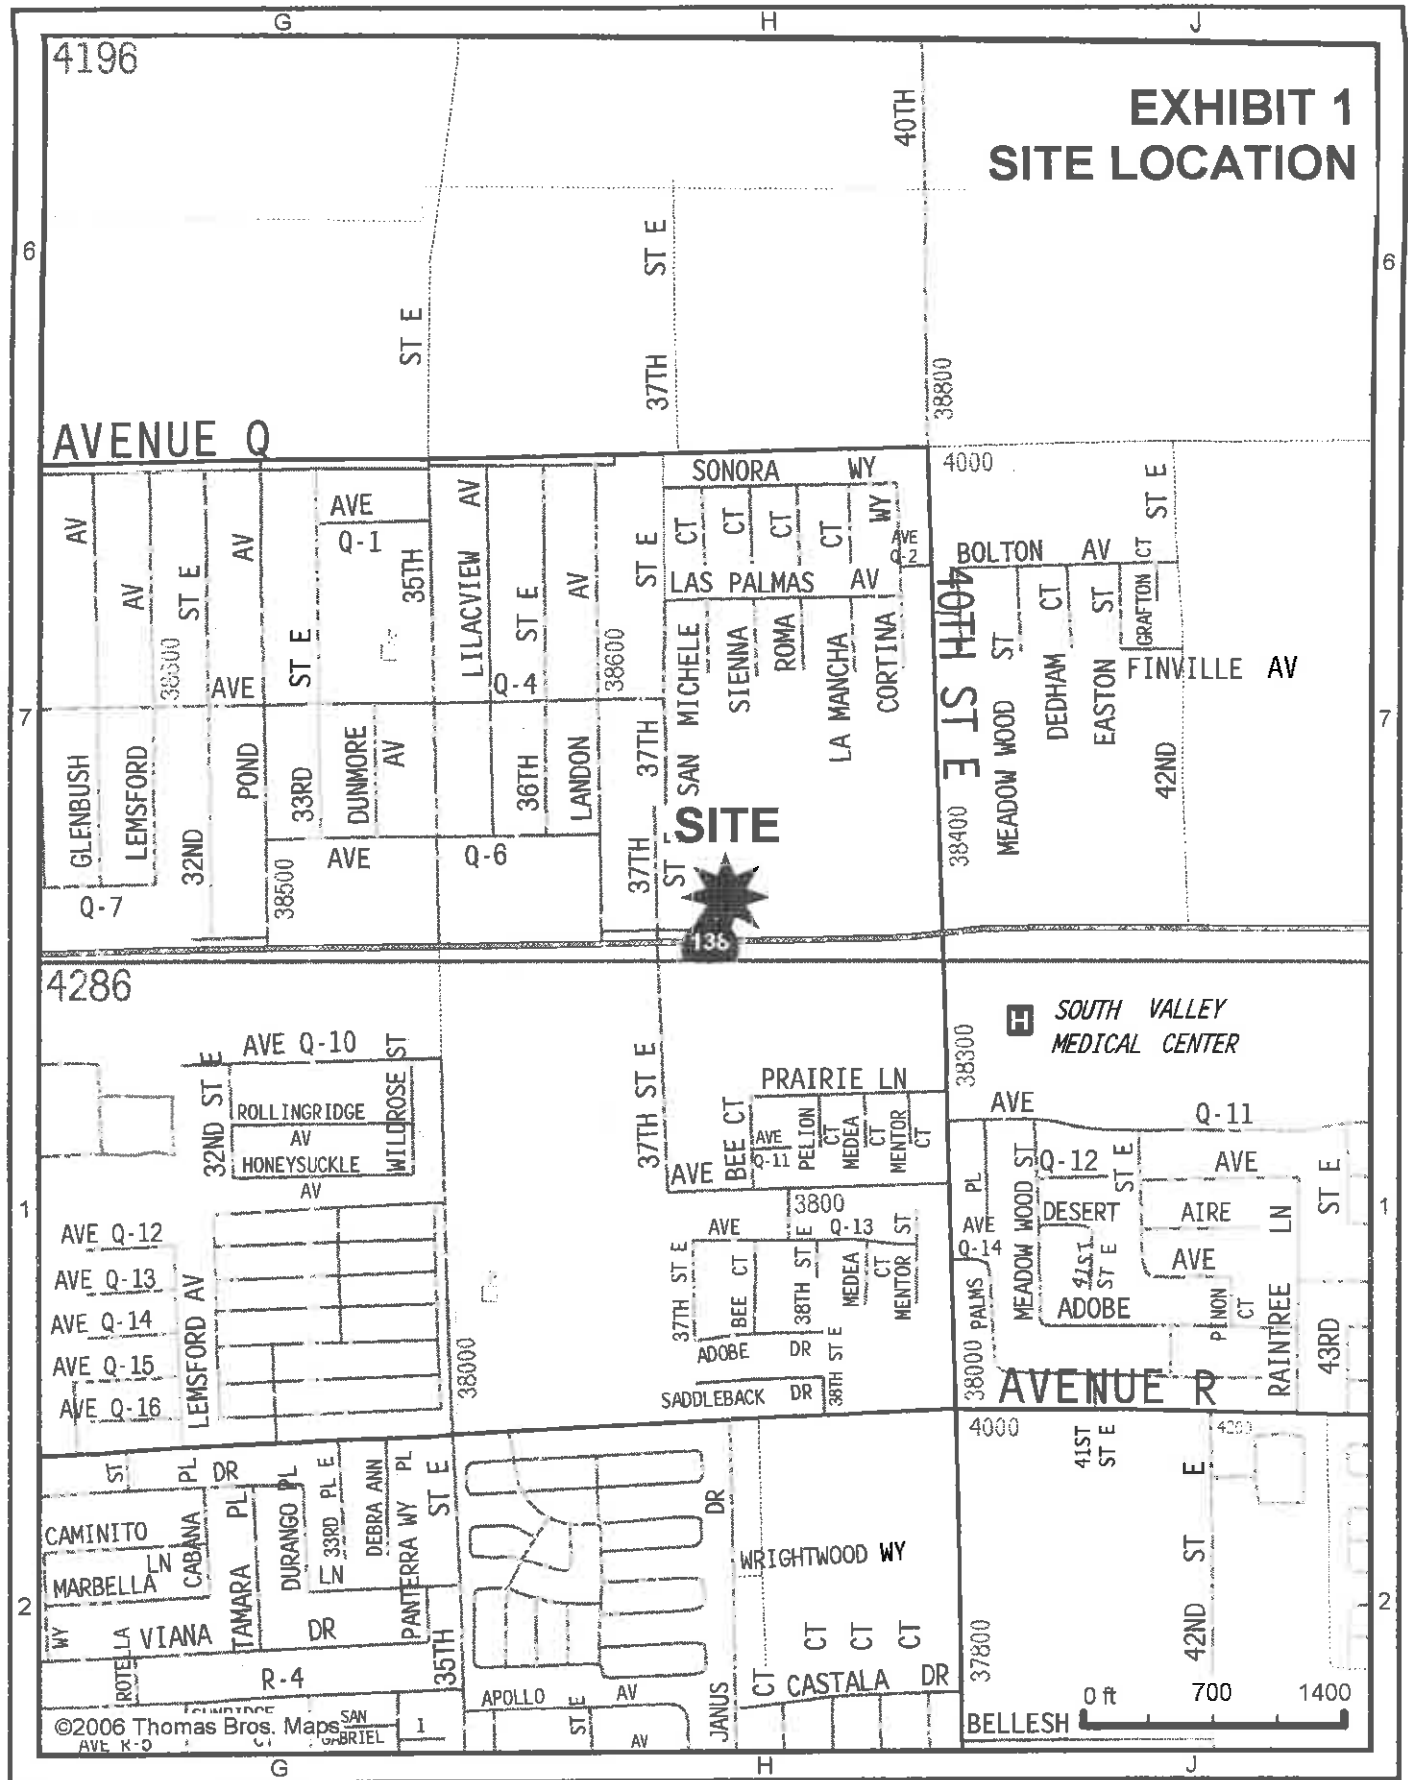 G H J
4196
EXHIBIT 1
SITE LOCATION
40TH
6 6
ST E
ST E
37TH
38800
AVENUE Q
4000
SONORA WY
AV
AV
AVE
Q-1
AV
ST E
CT
CT
CT
CT
WY
AVE
Q-2
ST E
BOLTON AV
CT
AV
ST E
35TH
LILACVIEW
ST E
AV
LAS PALMAS AV
40TH ST E
ST
CT
ST
GRAFTON
FINVILLE AV
ST E
38600
AVE
Q-4
SAN MICHELE
SIENNA
ROMA
LA MANCHA
CORTINA
MEADOW WOOD
DEDHAM
EASTON
42ND
7 7
GLENBUSH
LEMSFORD
32ND
POND
33RD
DUNMORE
AV
36TH
LANDON
37TH
SITE
38400
AVE Q-6
37TH
ST
38500
Q-7
138
4286
H SOUTH VALLEY
MEDICAL CENTER
38300
AVE Q-10
32ND ST E
ROLLINGRIDGE
AV
HONEYSUCKLE
AV
WILDROSE ST
37TH ST E
PRAIRIE LN
BEE CT
AVE
Q-11
PELION
CT
MEDEA
CT
MENTOR
CT
AVE
AVE Q-11
Q-12
ST E
AVE
ST E
1 1
3800
PL
AVE
Q-14
MEADOW WOOD ST
DESERT
AIRE
LN
AVE Q-12
AVE Q-13
AVE Q-14
AVE Q-15
AVE Q-16
LEMSFORD AV
AVE Q-13
37TH ST E
BEE CT
38TH ST E
MEDEA
CT
MENTOR ST
PALMS
41ST
ST E
AVE
ADOBE
PINON
CT
RAINTREE
43RD
ADOBE DR
38TH ST E
SADDLEBACK DR
38000
38000
AVENUE R
4000
41ST
ST E
4200
ST
PL
DR
CAMINITO
LN
MARBELLA
CABANA
TAMARA PL
DURANGO PL
33RD PL E
LN
DEBRA ANN
PL
PANTERRA WY
ST E
35TH
DR
WRIGHTWOOD WY
42ND ST E
2 2
WY
ROTELLA
VIANA DR
R-4
CT
CT
CT
CT
CASTALA DR
37800
APOLLO AV
ST E
AV
JANUS
0 ft 700 1400
BELLESH
©2006 Thomas Bros. Maps
SAN
GABRIEL
I
AVE R-5
CT
G H J